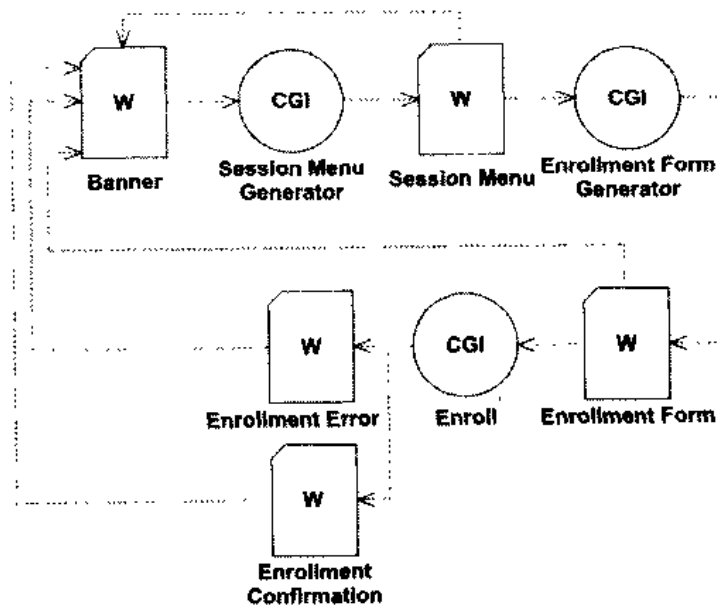 W
CGI
W
CGI
Banner
Session Menu
Generator
Session Menu
Enrollment Form
Generator
W
CGI
W
Enrollment Error
Enroll
Enrollment Form
W
Enrollment
Confirmation